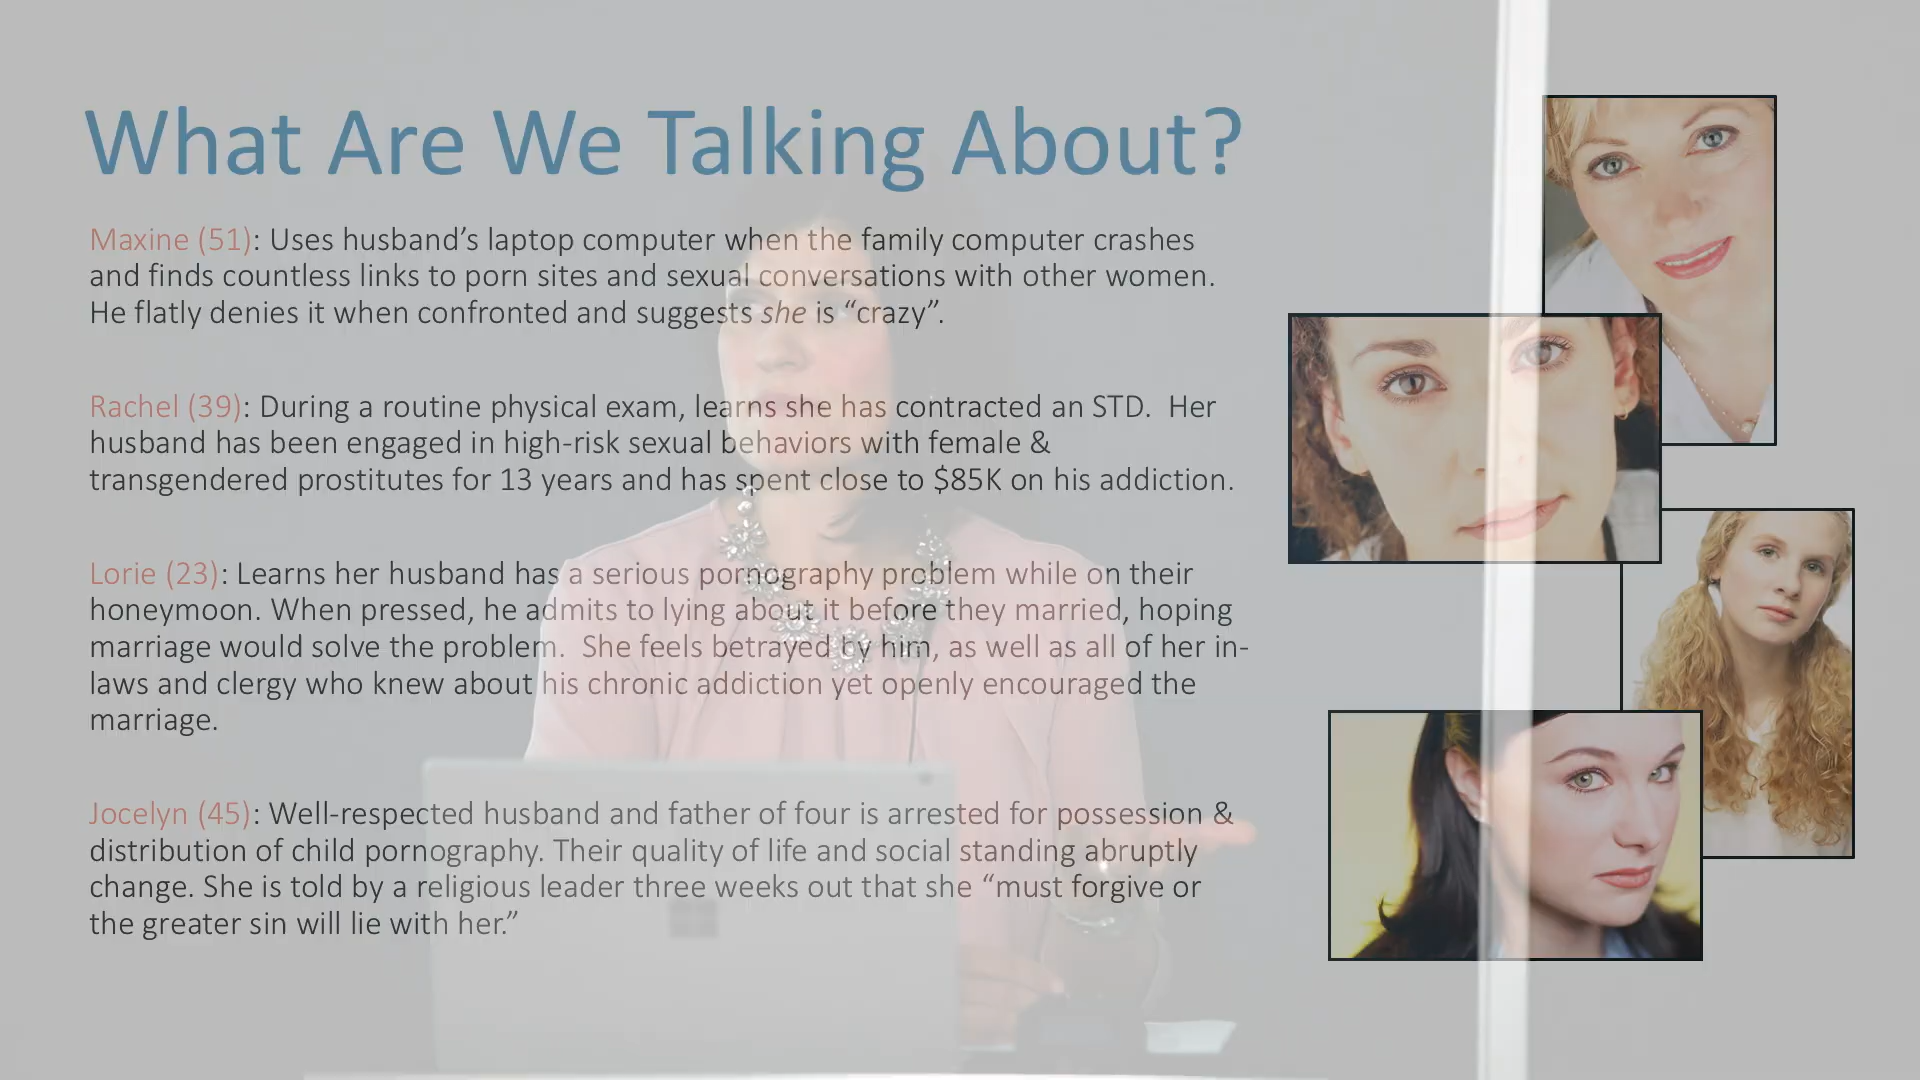 What Are We Talking About?
Maxine (51): Uses husband’s laptop computer when the family computer crashes
and finds countless links to porn sites and sexual conversations with other women.
He flatly denies it when confronted and suggests she is “crazy”.
Rachel (39): During a routine physical exam, learns she has contracted an STD.  Her
husband has been engaged in high-risk sexual behaviors with female &
transgendered prostitutes for 13 years and has spent close to $85K on his addiction.
Lorie (23): Learns her husband has a serious pornography problem while on their
honeymoon. When pressed, he admits to lying about it before they married, hoping
marriage would solve the problem.  She feels betrayed by him, as well as all of her in-
laws and clergy who knew about his chronic addiction yet openly encouraged the
marriage.
Jocelyn (45): Well-respected husband and father of four is arrested for possession &
distribution of child pornography. Their quality of life and social standing abruptly
change. She is told by a religious leader three weeks out that she “must forgive or
the greater sin will lie with her.”